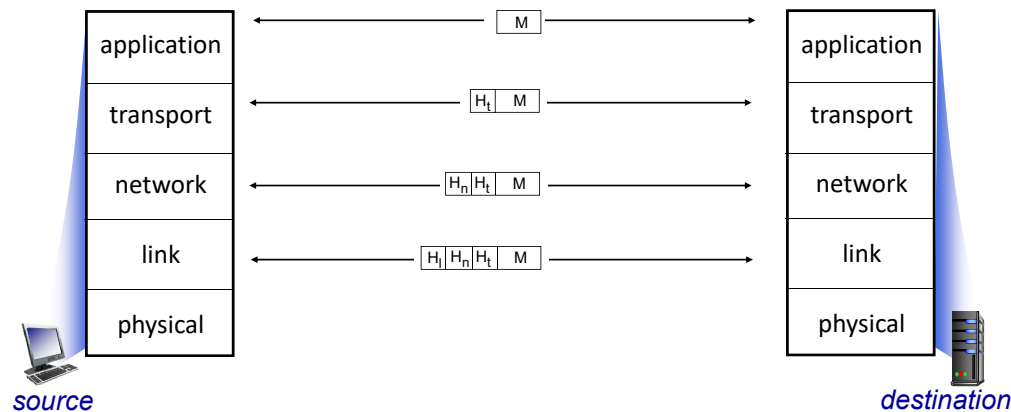 application M application
transport Ht M transport
network Hn Ht M network
link Hl Hn Ht M link
physical physical
source destination